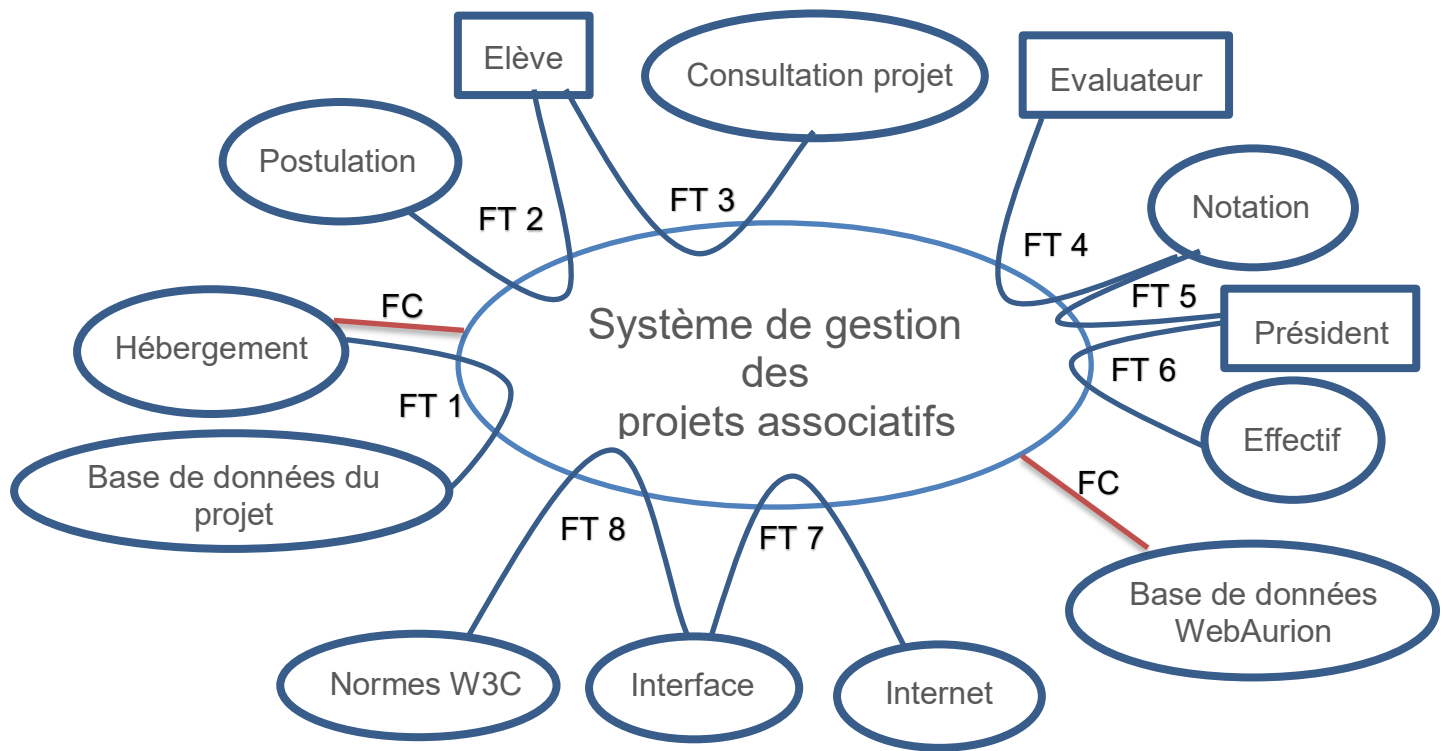 Elève
Consultation projet
Evaluateur
Postulation
FT 2
FT 3
FT 4
Notation
FC
Hébergement
FT 1
Système de gestion
des
projets associatifs
FT 5
Président
FT 6
Effectif
Base de données du
projet
FT 8
FT 7
FC
Base de données
WebAurion
Normes W3C
Interface
Internet